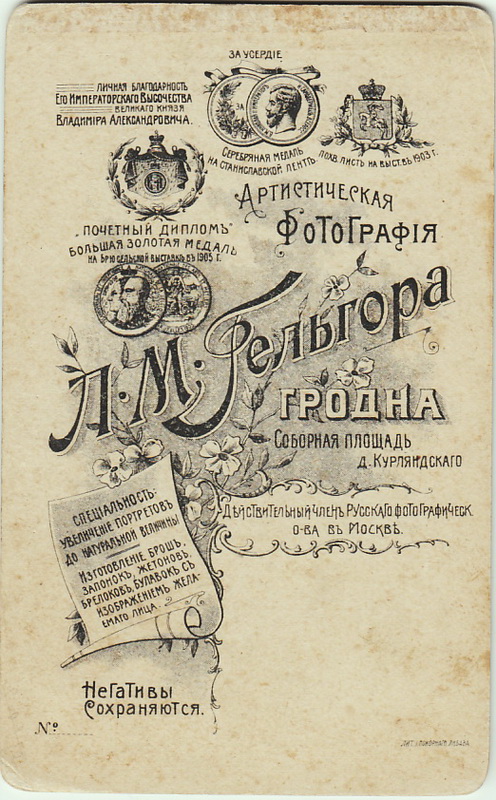 ЗА УСЕРДІЕ
ЛИЧНАЯ БЛАГОДАРНОСТЬ
ЕГО ИМПЕРАТОРСКАГО ВЫСОЧЕСТВА
ВЕЛИКАГО КНЯЗЯ
ВЛАДИМІРА АЛЕКСАНДРОВИЧА.
СЕРЕБРЯНАЯ МЕДАЛЬ
НА СТАНИСЛАВСКОЙ ЛЕНТѢ.
ПОХВ. ЛИСТЪ НА ВЫСТ. ВЪ 1903 Г.
АРТИСТИЧЕСКАЯ
ФОТОГРАФІЯ
„ПОЧЕТНЫЙ ДИПЛОМЪ"
БОЛЬШАЯ ЗОЛОТАЯ МЕДАЛЬ
НА БРЮСЕЛЬСКОЙ ВЫСТАВКѢ ВЪ 1905 Г.
Л. М. Гельгора
ГРОДНА
СОБОРНАЯ ПЛОЩАДЬ
Д. КУРЛЯНДСКАГО
ДѢЙСТВИТЕЛЬНЫЙ ЧЛЕНЪ РУССКАГО ФОТОГРАФИЧЕСК.
О-ВА ВЪ МОСКВѢ.
СПЕЦІАЛЬНОСТЬ:
УВЕЛИЧЕНІЕ ПОРТРЕТОВЪ
ДО НАТУРАЛЬНОЙ ВЕЛИЧИНЫ
ИЗГОТОВЛЕНІЕ БРОШЪ,
ЗАПОНОКЪ, ЖЕТОНОВЪ,
БРЕЛОКОВЪ, БУЛАВОКЪ СЪ
ИЗОБРАЖЕНІЕМЪ ЖЕЛА-
ЕМАГО ЛИЦА.
НЕГАТИВЫ
СОХРАНЯЮТСЯ.
№